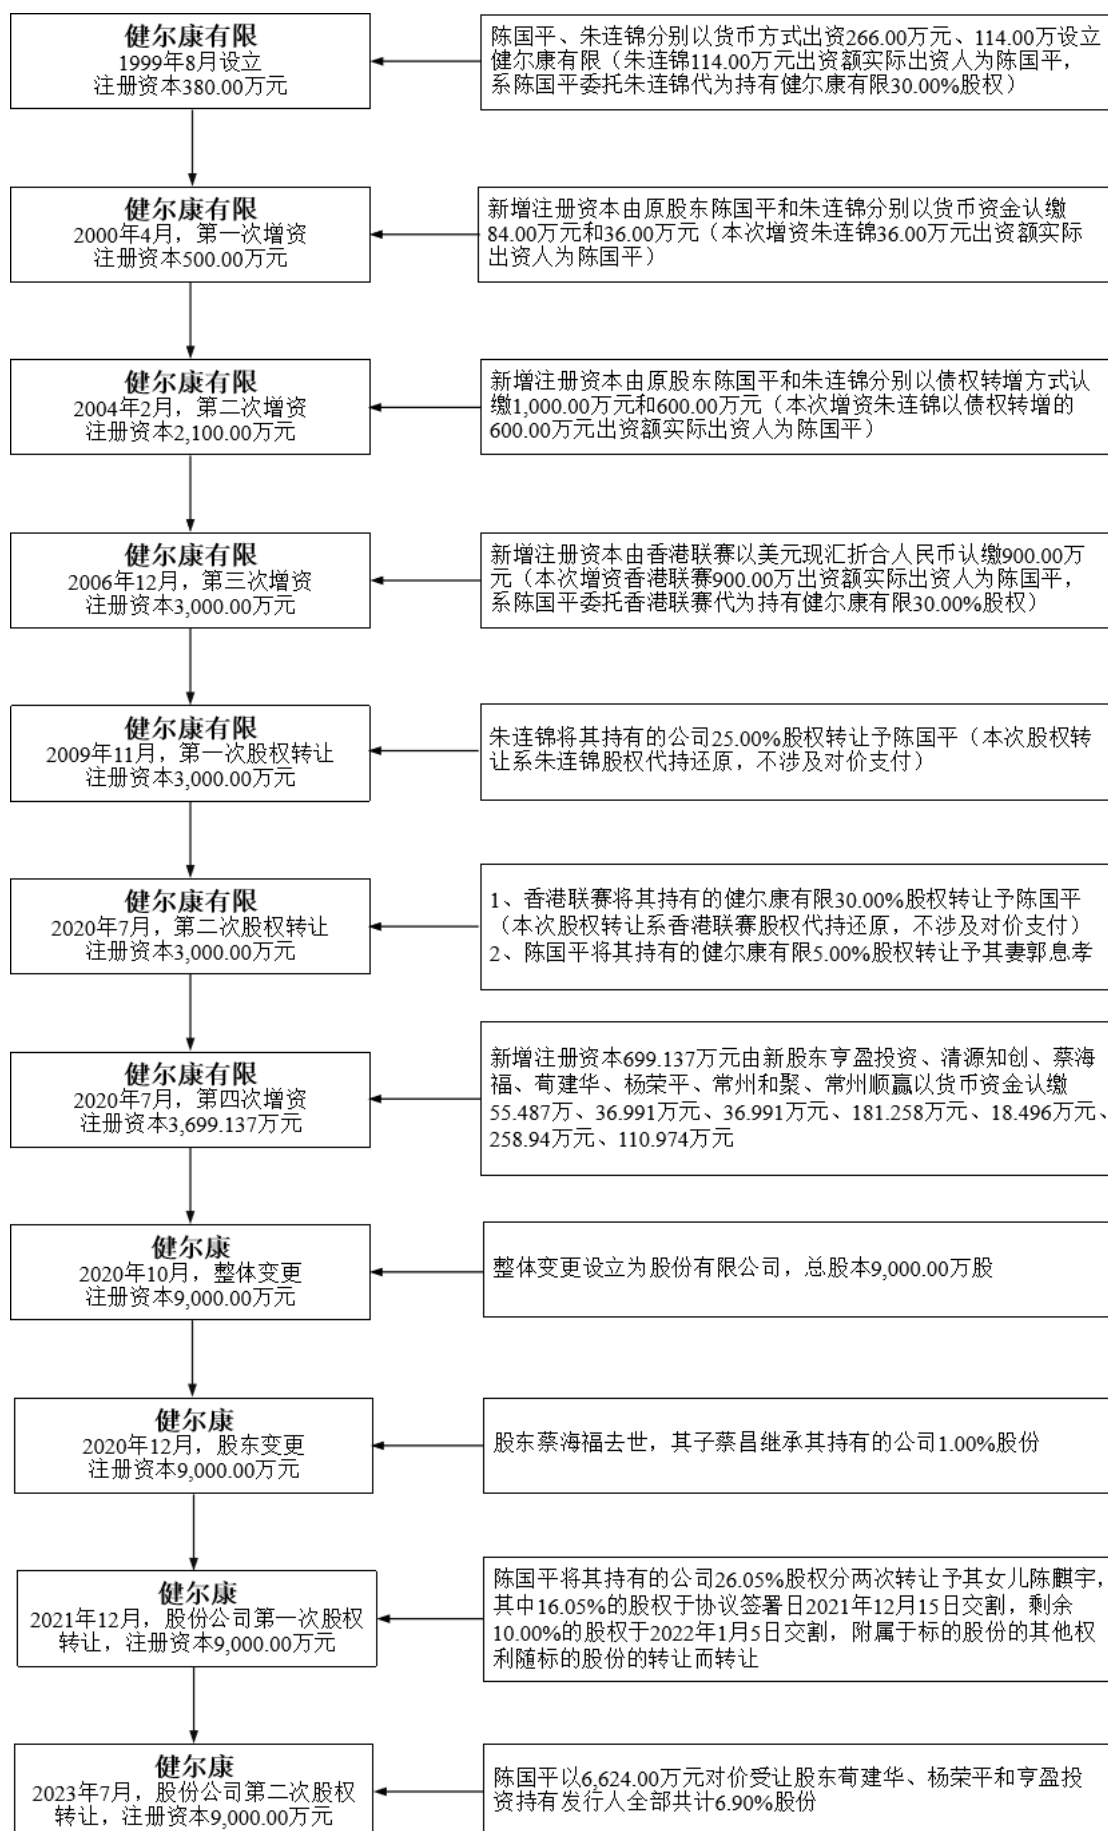 健尔康有限
1999年8月设立
注册资本380.00万元
陈国平、朱连锦分别以货币方式出资266.00万元、114.00万设立
健尔康有限（朱连锦114.00万元出资额实际出资人为陈国平，
系陈国平委托朱连锦代为持有健尔康有限30.00%股权）
健尔康有限
2000年4月，第一次增资
注册资本500.00万元
新增注册资本由原股东陈国平和朱连锦分别以货币资金认缴
84.00万元和36.00万元（本次增资朱连锦36.00万元出资额实际
出资人为陈国平）
健尔康有限
2004年2月，第二次增资
注册资本2,100.00万元
新增注册资本由原股东陈国平和朱连锦分别以债权转增方式认
缴1,000.00万元和600.00万元（本次增资朱连锦以债权转增的
600.00万元出资额实际出资人为陈国平）
健尔康有限
2006年12月，第三次增资
注册资本3,000.00万元
新增注册资本由香港联赛以美元现汇折合人民币认缴900.00万
元（本次增资香港联赛900.00万出资额实际出资人为陈国平，
系陈国平委托香港联赛代为持有健尔康有限30.00%股权）
健尔康有限
2009年11月，第一次股权转让
注册资本3,000.00万元
朱连锦将其持有的公司25.00%股权转让予陈国平（本次股权转
让系朱连锦股权代持还原，不涉及对价支付）
健尔康有限
2020年7月，第二次股权转让
注册资本3,000.00万元
1、香港联赛将其持有的健尔康有限30.00%股权转让予陈国平
（本次股权转让系香港联赛股权代持还原，不涉及对价支付）
2、陈国平将其持有的健尔康有限5.00%股权转让予其妻郭息孝
健尔康有限
2020年7月，第四次增资
注册资本3,699.137万元
新增注册资本699.137万元由新股东亨盈投资、清源知创、蔡海
福、荀建华、杨荣平、常州和聚、常州顺赢以货币资金认缴
55.487万、36.991万元、36.991万元、181.258万元、18.496万元、
258.94万元、110.974万元
健尔康
2020年10月，整体变更
注册资本9,000.00万元
整体变更设立为股份有限公司，总股本9,000.00万股
健尔康
2020年12月，股东变更
注册资本9,000.00万元
股东蔡海福去世，其子蔡昌继承其持有的公司1.00%股份
健尔康
2021年12月，股份公司第一次股权
转让，注册资本9,000.00万元
陈国平将其持有的公司26.05%股权分两次转让予其女儿陈麒宇，
其中16.05%的股权于协议签署日2021年12月15日交割，剩余
10.00%的股权于2022年1月5日交割，附属于标的股份的其他权
利随标的股份的转让而转让
健尔康
2023年7月，股份公司第二次股权
转让，注册资本9,000.00万元
陈国平以6,624.00万元对价受让股东荀建华、杨荣平和亨盈投
资持有发行人全部共计6.90%股份